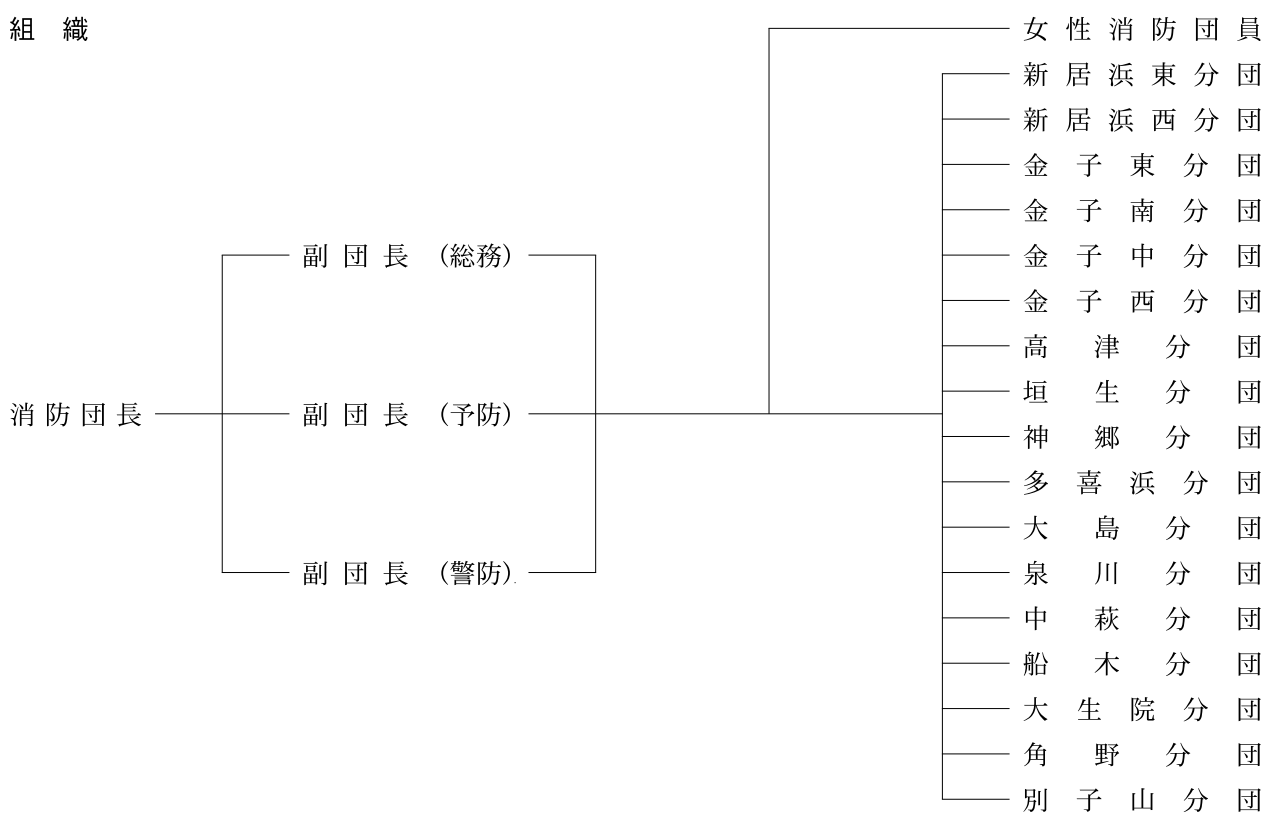 組織
女性消防団員
新居浜東分団
新居浜西分団
金子東分団
金子南分団
副団長（総務）
金子中分団
金子西分団
高津分団
垣生分団
消防団長
副団長（予防）
神郷分団
多喜浜分団
大島分団
副団長（警防）
泉川分団
中萩分団
船木分団
大生院分団
角野分団
別子山分団